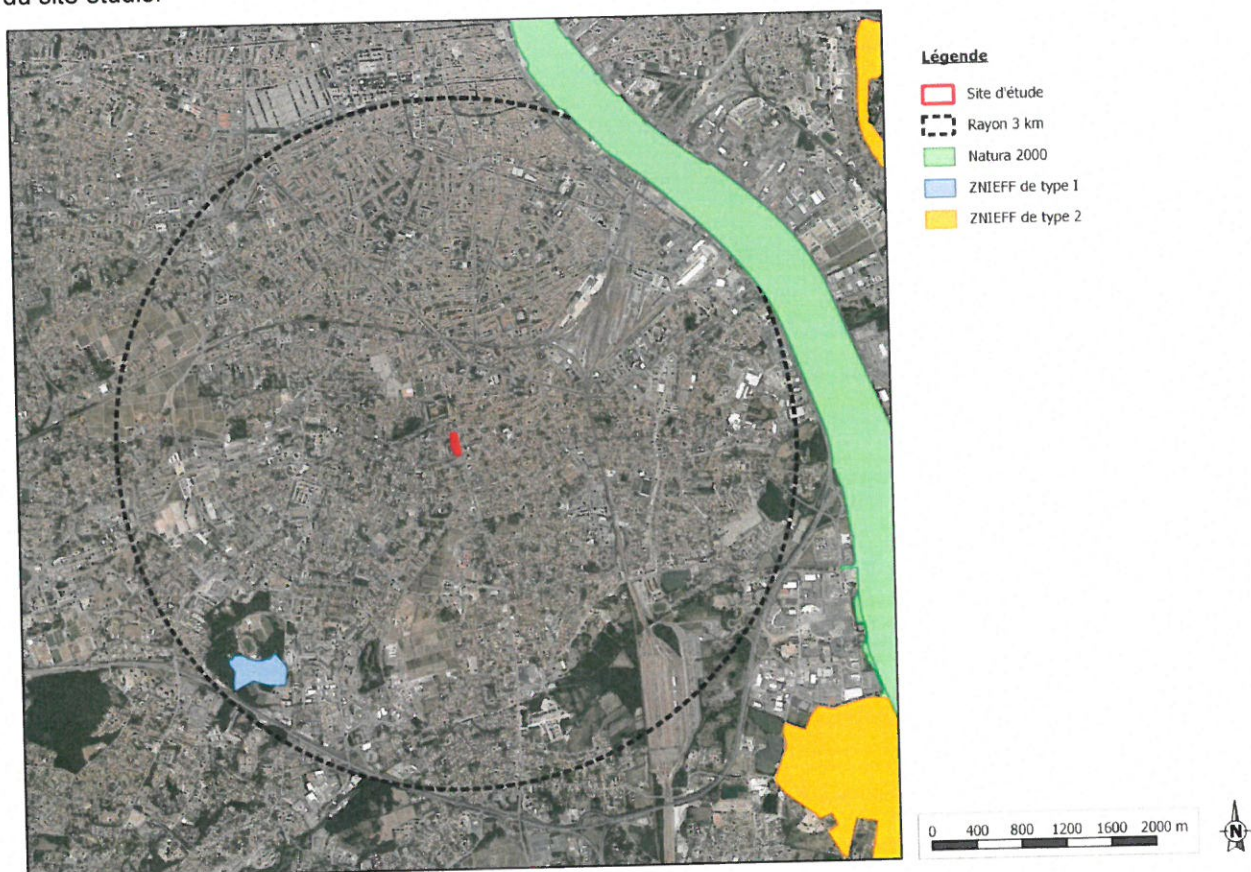 du site étudié.
Légende
Site d'étude
Rayon 3 km
Natura 2000
ZNIEFF de type I
ZNIEFF de type 2
0 400 800 1200 1600 2000 m
N